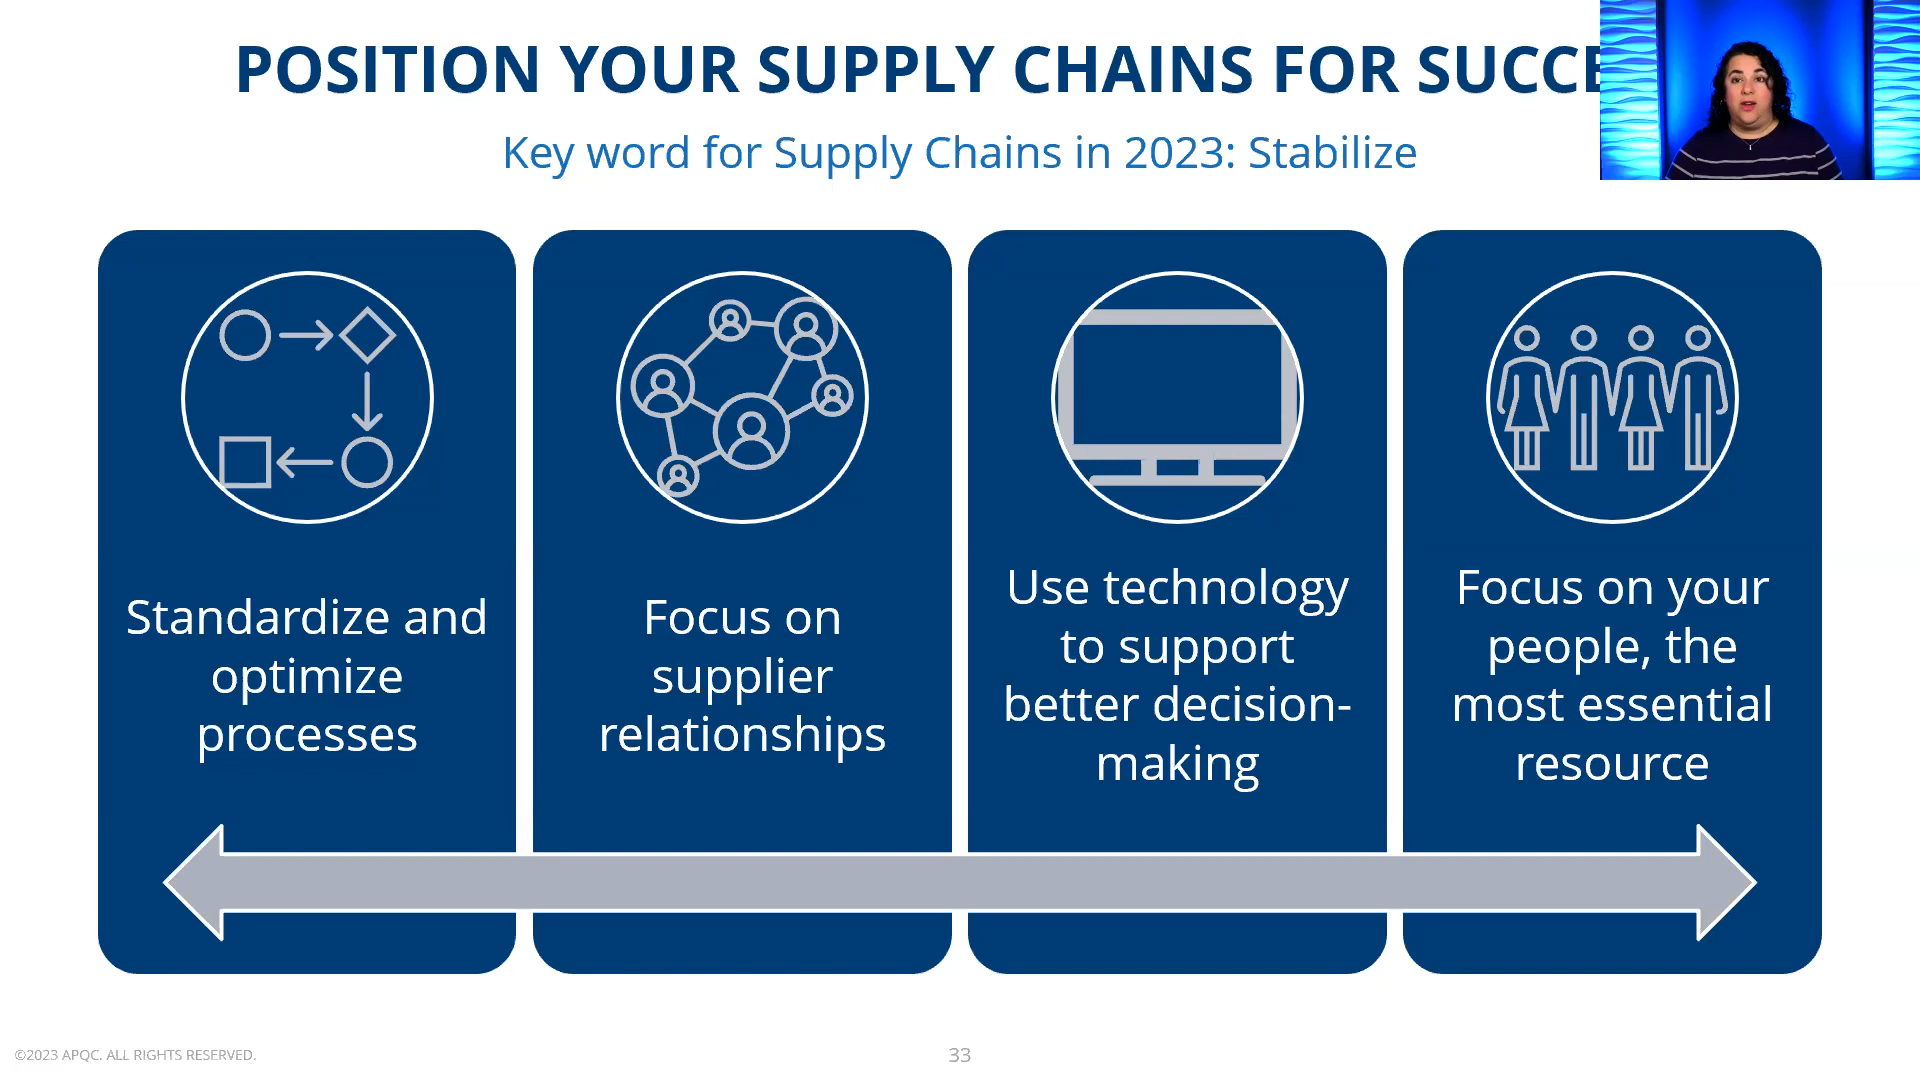 POSITION YOUR SUPPLY CHAINS FOR SUCCE
Key word for Supply Chains in 2023: Stabilize
Standardize and
optimize
processes
Focus on
supplier
relationships
Use technology
to support
better decision-
making
Focus on your
people, the
most essential
resource
©2023 APQC. ALL RIGHTS RESERVED.
33